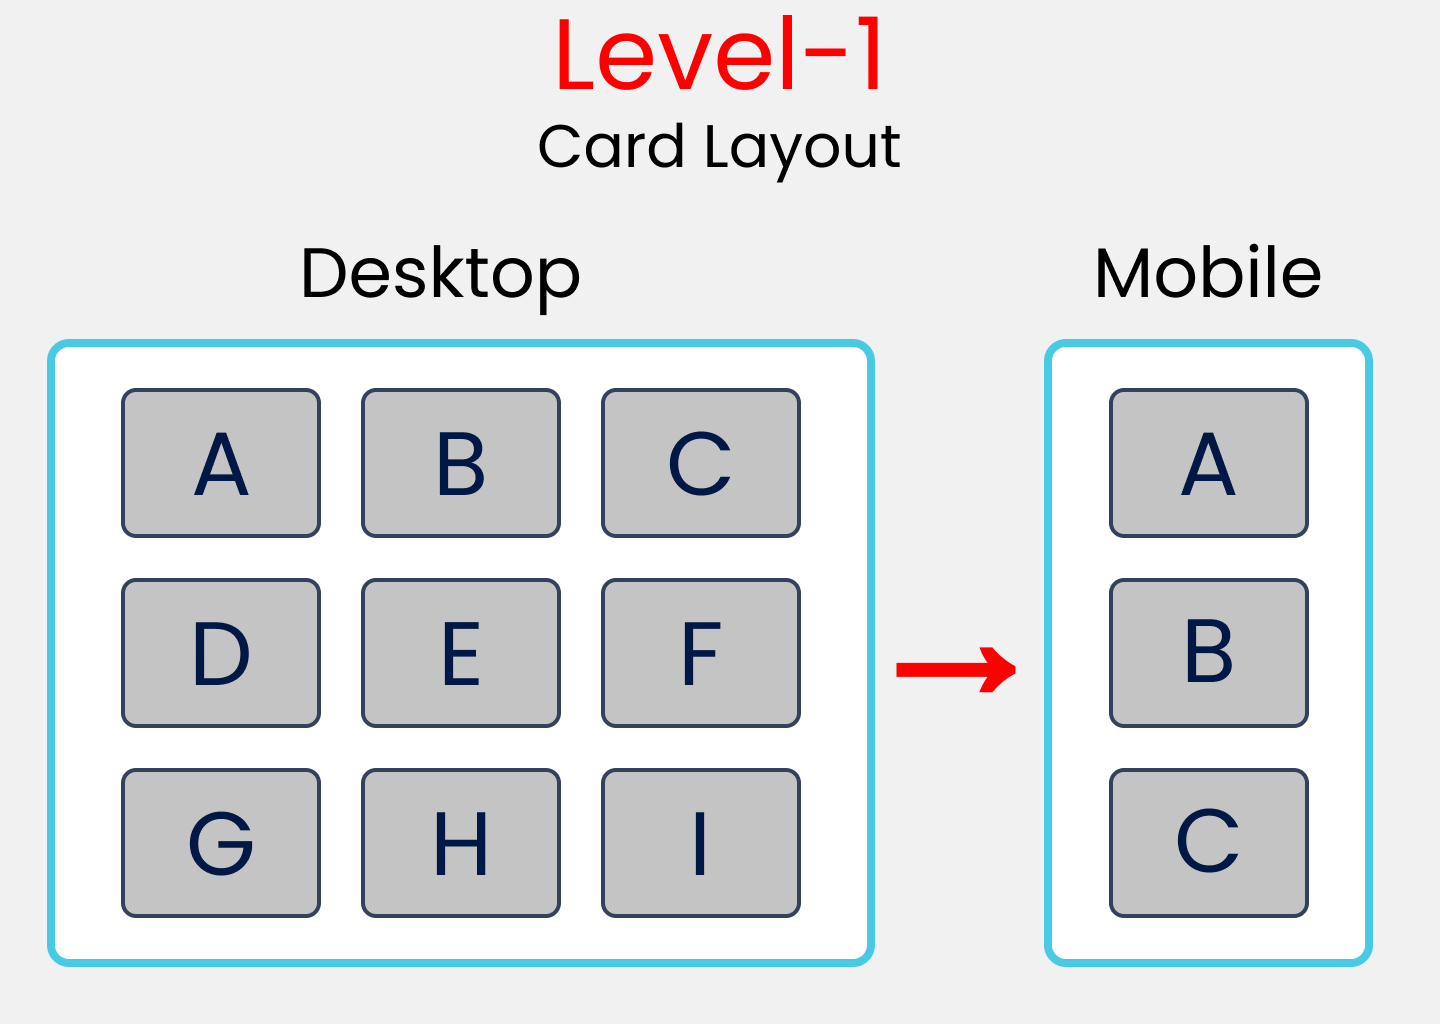 Level-1
Card Layout
Desktop
Mobile
A B C
D E F
G H I
A
B
C